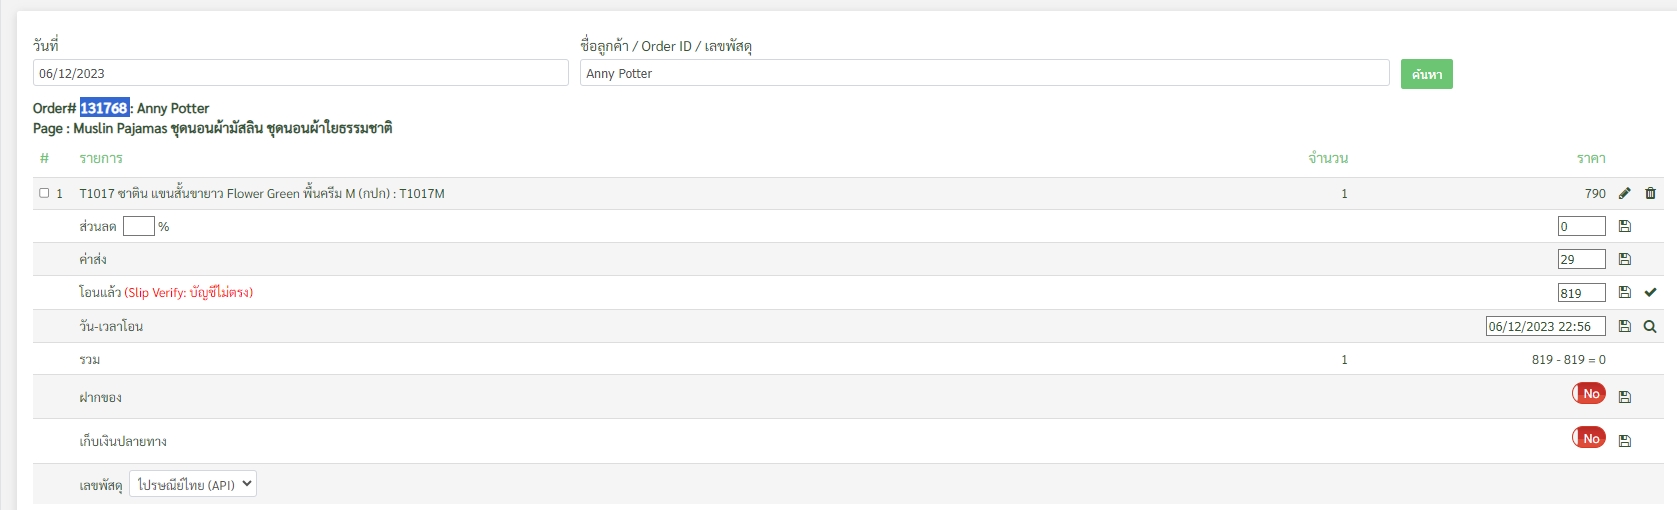 วันที่
ชื่อลูกค้า / Order ID / เลขพัสดุ
06/12/2023
Anny Potter
ค้นหา
Order# 131768 : Anny Potter
Page : Muslin Pajamas ชุดนอนผ้ามัสลิน ชุดนอนผ้าใยธรรมชาติ
# รายการ จำนวน ราคา
1 T1017 ซาติน แขนสั้นขายาว Flower Green พื้นครีม M (กปก) : T1017M 1 790
ส่วนลด % 0
ค่าส่ง 29
โอนแล้ว (Slip Verify: บัญชีไม่ตรง) 819
วัน-เวลาโอน 06/12/2023 22:56
รวม 1 819 - 819 = 0
ฝากของ No
เก็บเงินปลายทาง No
เลขพัสดุ ไปรษณีย์ไทย (API)